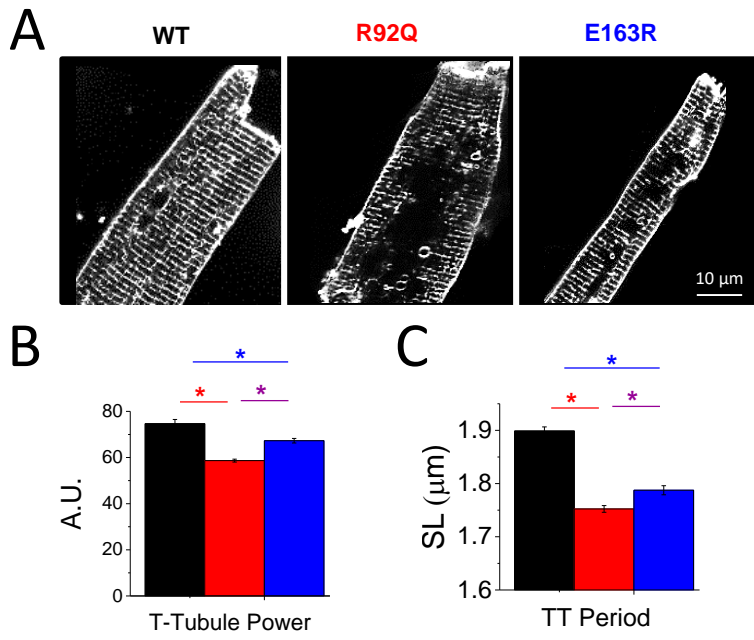 A
WT
R92Q
E163R
10 µm
B
C
*
*
*
*
*
*
80
60
40
20
0
A.U.
T-Tubule Power
1.9
1.8
1.7
1.6
SL (µm)
TT Period